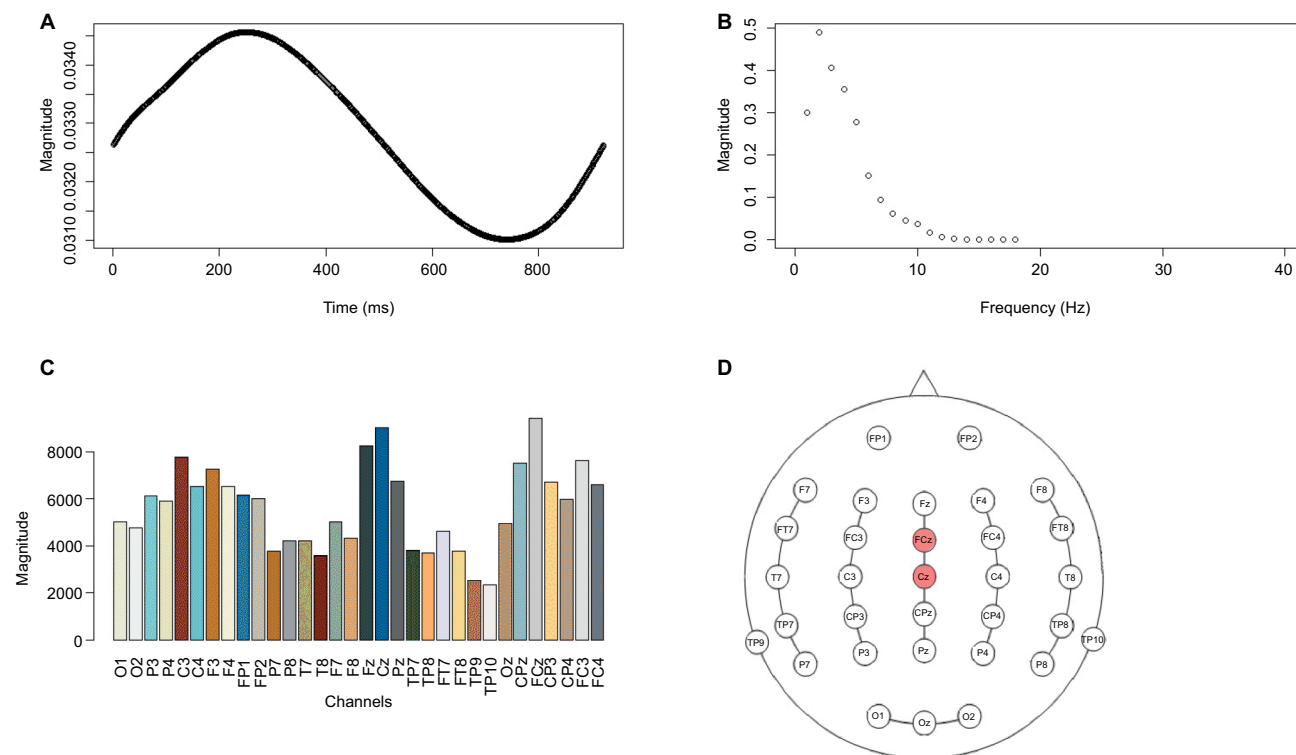 A
Magnitude
0.0310 0.0320 0.0330 0.0340
0 200 400 600 800
Time (ms)
B
Magnitude
0.0 0.1 0.2 0.3 0.4 0.5
0 10 20 30 40
Frequency (Hz)
C
Magnitude
8000
6000
4000
2000
0
O1 O2 P3 P4 C3 C4 F3 F4 FP1 FP2 P7 P8 T7 T8 F7 F8 Fz Cz Pz TP7 TP8 FT7 FT8 TP9 TP10 Oz CPz FCz CP3 CP4 FC3 FC4
Channels
D
FP1 FP2
F7 F3 Fz F4 F8
FT7 FC3 FCz FC4 FT8
T7 C3 Cz C4 T8
TP9 TP7 CP3 CPz CP4 TP8 TP10
P7 P3 Pz P4 P8
O1 Oz O2